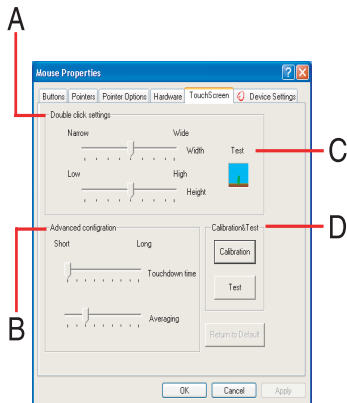 A
Mouse Properties
Buttons Pointers Pointer Options Hardware TouchScreen Device Settings
Double click settings
Narrow Wide
Width
Test
C
Low High
Height
D
Advanced configration
Calibration&Test
Short Long
Calibration
Touchdown time
Test
B
Averaging
Return to Default
OK Cancel Apply